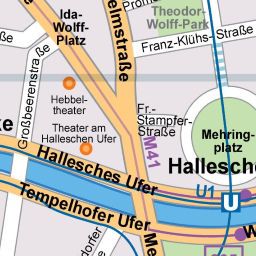 Ida-
Wolff-
Platz
Theodor-
Wolff-Park
Franz-Klühs-Straße
Großbeerenstraße
Hebbel-
theater
Theater am
Halleschen Ufer
Fr.-
Stampfer-
Straße
M41
Mehring-
platz
Hallesches Ufer
U1
U
Tempelhofer Ufer